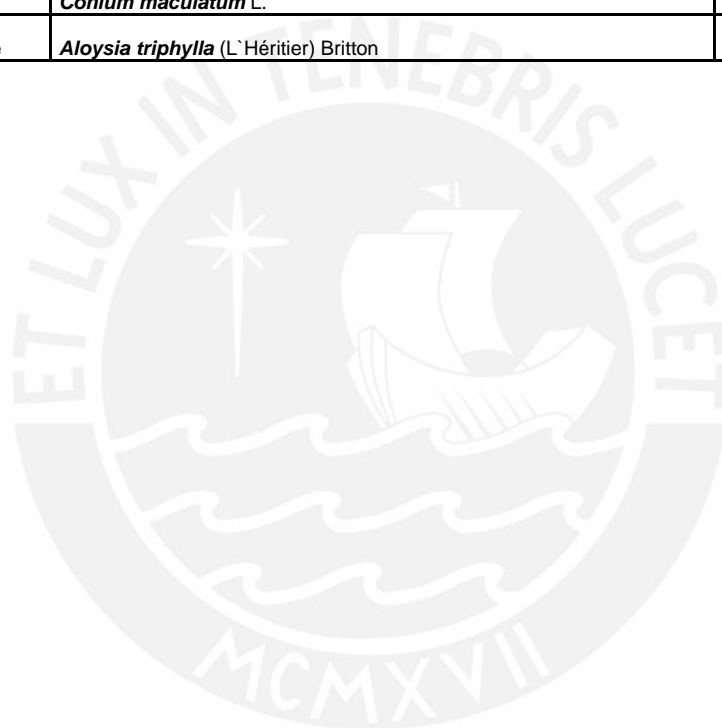 Conium maculatum L.
e Aloysia triphylla (L`Héritier) Britton
ET LUX IN TENEBRIS LUCET
MCMXVII